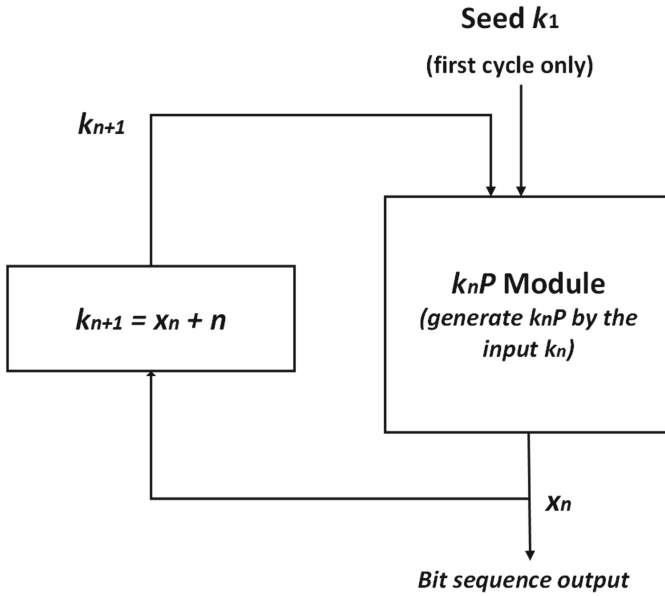 Seed k1
(first cycle only)
kn+1
knP Module
(generate knP by the
input kn)
kn+1 = xn + n
xn
Bit sequence output